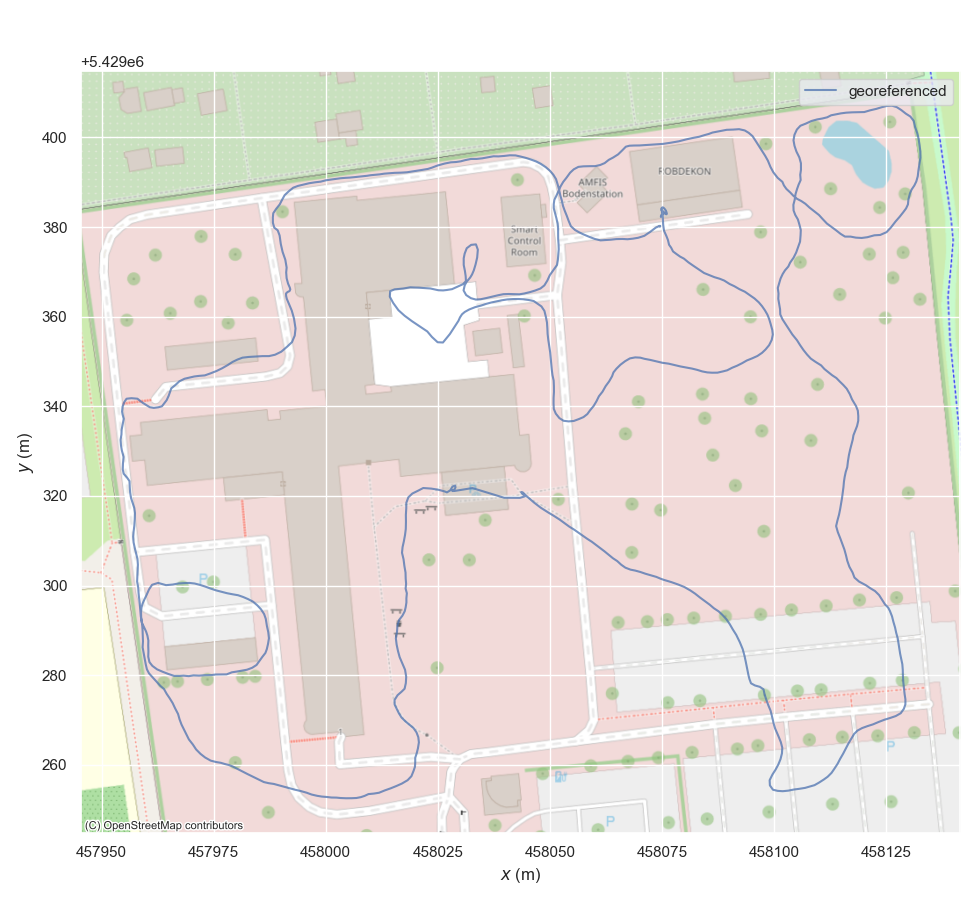 +5.429e6
georeferenced
400
380
360
340
320
300
280
260
y (m)
AMFIS
Bodenstation
ROBDEKON
Smart
Control
Room
P
P
P
(C) OpenStreetMap contributors
457950
457975
458000
458025
458050
458075
458100
458125
x (m)